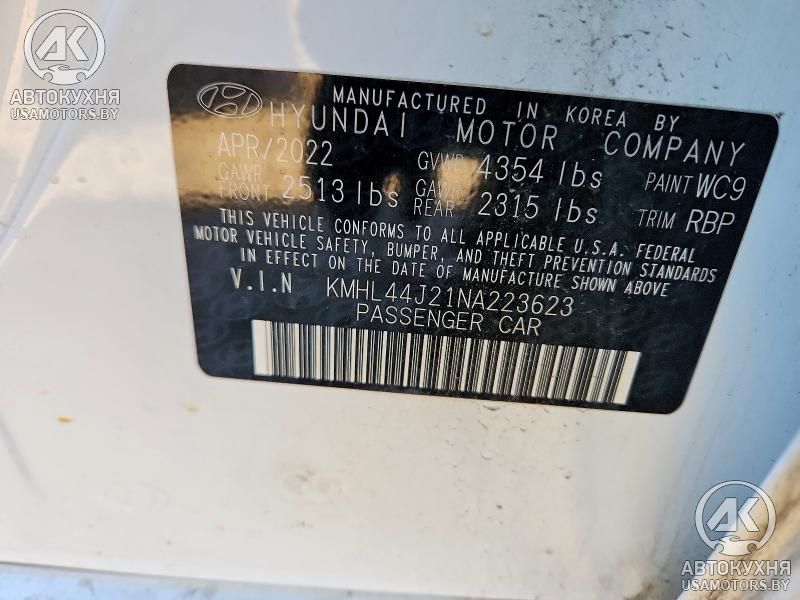 AK
АВТОКУХНЯ
USAMOTORS.BY
MANUFACTURED IN KOREA BY
HYUNDAI MOTOR COMPANY
APR/2022 GVWR 4354 lbs PAINT WC9
GAWR FRONT 2513 lbs GAWR REAR 2315 lbs TRIM RBP
THIS VEHICLE CONFORMS TO ALL APPLICABLE U.S.A. FEDERAL
MOTOR VEHICLE SAFETY, BUMPER, AND THEFT PREVENTION STANDARDS
IN EFFECT ON THE DATE OF MANUFACTURE SHOWN ABOVE
V.I.N KMHL44J21NA223623
PASSENGER CAR
AK
АВТОКУХНЯ
USAMOTORS.BY